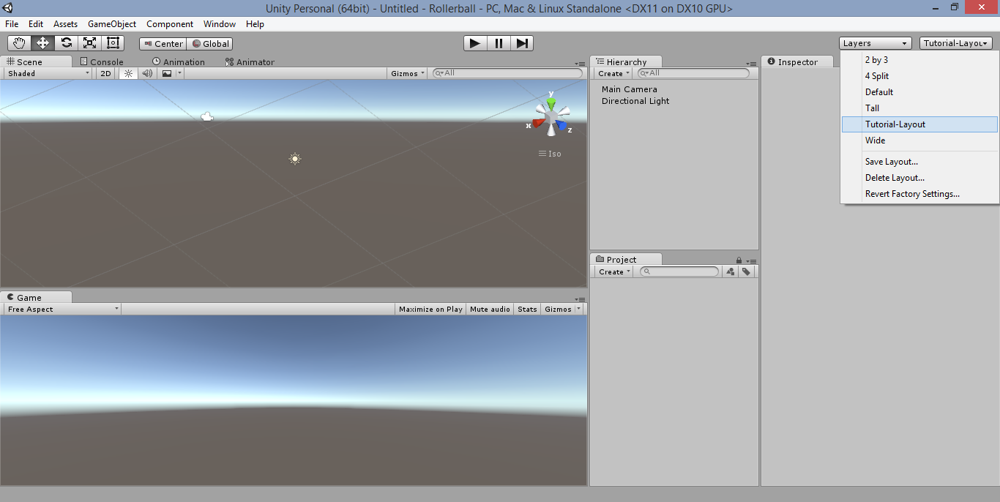 Unity Personal (64bit) - Untitled - Rollerball - PC, Mac & Linux Standalone <DX11 on DX10 GPU>
File Edit Assets GameObject Component Window Help
Center Global Layers Tutorial-Layou
Scene Console Animation Animator
Shaded 2D Gizmos All
y
x
z
Iso
Hierarchy
Create All
Main Camera
Directional Light
Inspector
2 by 3
4 Split
Default
Tall
Tutorial-Layout
Wide
Save Layout...
Delete Layout...
Revert Factory Settings...
Project
Create
Game
Free Aspect Maximize on Play Mute audio Stats Gizmos